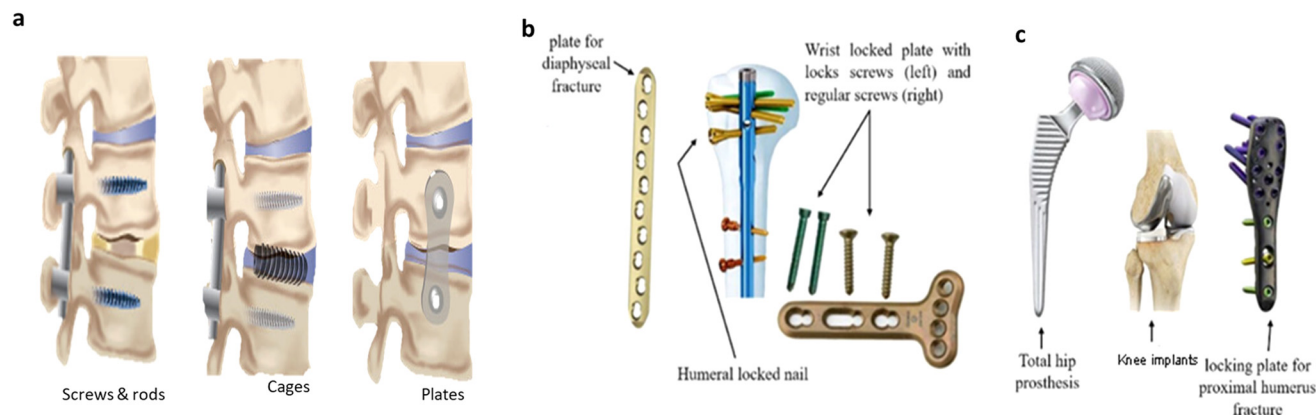 a
Screws & rods
Cages
Plates
b
plate for
diaphyseal
fracture
Wrist locked plate with
locks screws (left) and
regular screws (right)
Humeral locked nail
c
Total hip
prosthesis
Knee implants
locking plate for
proximal humerus
fracture